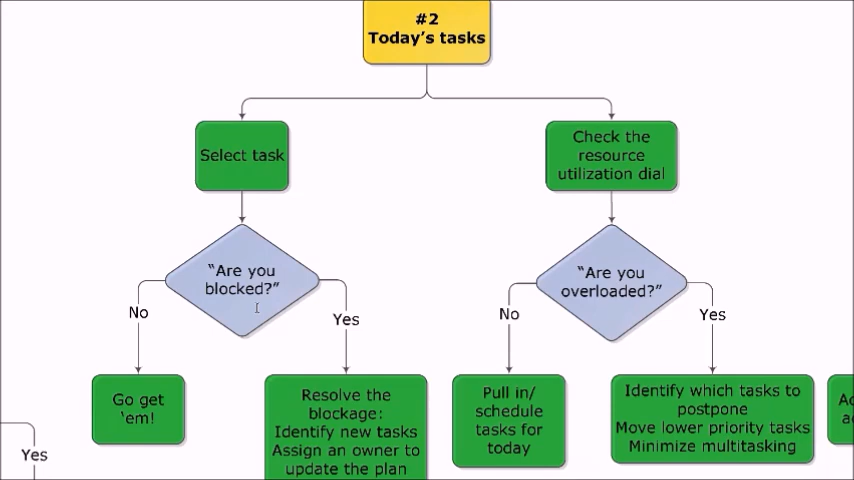 #2
Today's tasks
Select task
Check the
resource
utilization dial
"Are you
blocked?"
"Are you
overloaded?"
No
Yes
No
Yes
Go get
'em!
Resolve the
blockage:
Identify new tasks
Assign an owner to
update the plan
Pull in/
schedule
tasks for
today
Identify which tasks to
postpone
Move lower priority tasks
Minimize multitasking
Yes